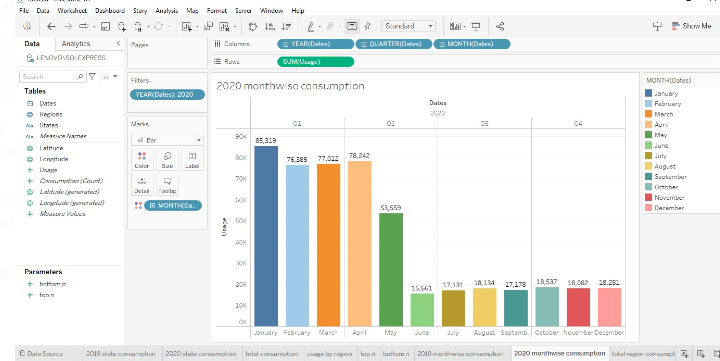 File Data Worksheet Dashboard Story Analysis Map Format Server Window Help
Standard
Show Me
Data Analytics
LENOVO\SQLEXPRESS.
Search
Tables
Dates
Regions
Abc States
Abc Measure Names
Latitude
Longitude
Usage
Consumption (Count)
Latitude (generated)
Longitude (generated)
Measure Values
Parameters
bottom n
top n
Pages
Filters
YEAR(Dates): 2020
Marks
Bar
Color Size Label
Detail Tooltip
MONTH(Da..
Columns YEAR(Dates) QUARTER(Dates) MONTH(Dates)
Rows SUM(Usage)
2020 monthwise consumption
Dates
2020
Q1 Q2 Q3 Q4
Usage
90K
80K
70K
60K
50K
40K
30K
20K
10K
0K
85,319 76,385 77,012 78,242 53,559 15,661 17,131 18,134 17,178 18,537 18,082 18,281
January February March April May June July August Septemb.. October November December
MONTH(Dates)
January
February
March
April
May
June
July
August
September
October
November
December
Data Source 2019 state consumption 2020 state consumption total consumption usage by region top n bottom n 2019 monthwise consumption 2020 monthwise consumption total region consumpt